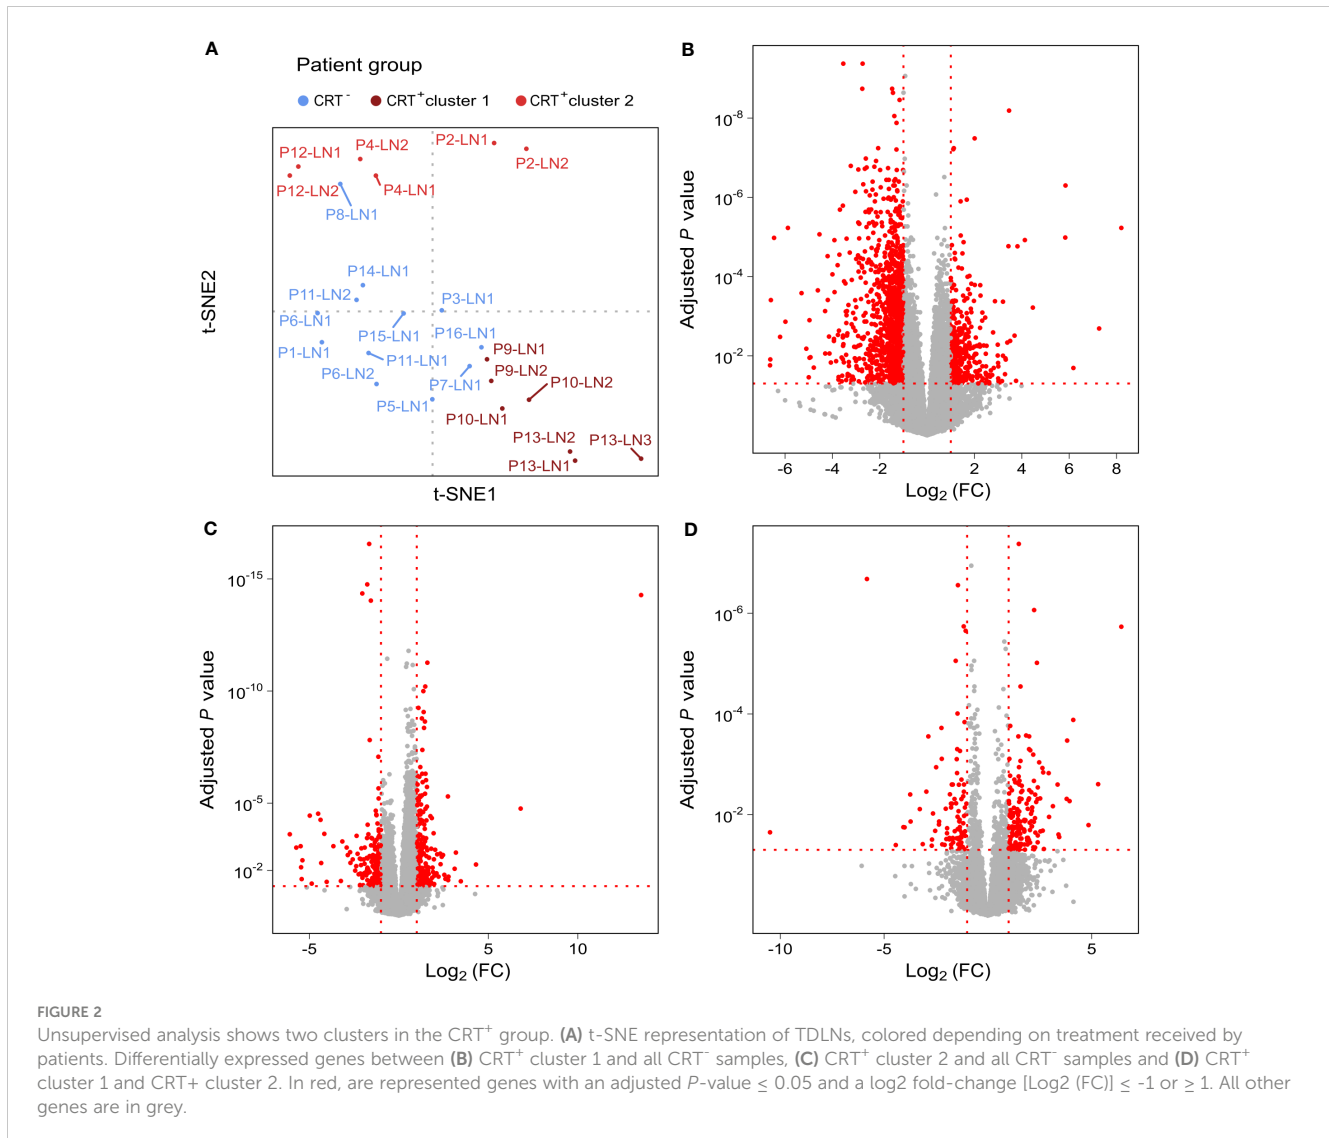 A
Patient group
CRT- CRT+cluster 1 CRT+cluster 2
P12-LN1 P4-LN2 P2-LN1
P2-LN2
P12-LN2 P4-LN1
P8-LN1
P14-LN1
P11-LN2 P3-LN1
P6-LN1 P15-LN1 P16-LN1
P1-LN1 P11-LN1 P9-LN1
P6-LN2 P7-LN1 P9-LN2 P10-LN2
P5-LN1 P10-LN1
P13-LN2 P13-LN3
P13-LN1
t-SNE2
t-SNE1
B
10-8
10-6
10-4
10-2
Adjusted P value
-6 -4 -2 0 2 4 6 8
Log2 (FC)
C
10-15
10-10
10-5
10-2
Adjusted P value
-5 5 10
Log2 (FC)
D
10-6
10-4
10-2
Adjusted P value
-10 -5 5
Log2 (FC)
FIGURE 2
Unsupervised analysis shows two clusters in the CRT+ group. (A) t-SNE representation of TDLNs, colored depending on treatment received by
patients. Differentially expressed genes between (B) CRT+ cluster 1 and all CRT- samples, (C) CRT+ cluster 2 and all CRT- samples and (D) CRT+
cluster 1 and CRT+ cluster 2. In red, are represented genes with an adjusted P-value ≤ 0.05 and a log2 fold-change [Log2 (FC)] ≤ -1 or ≥ 1. All other
genes are in grey.